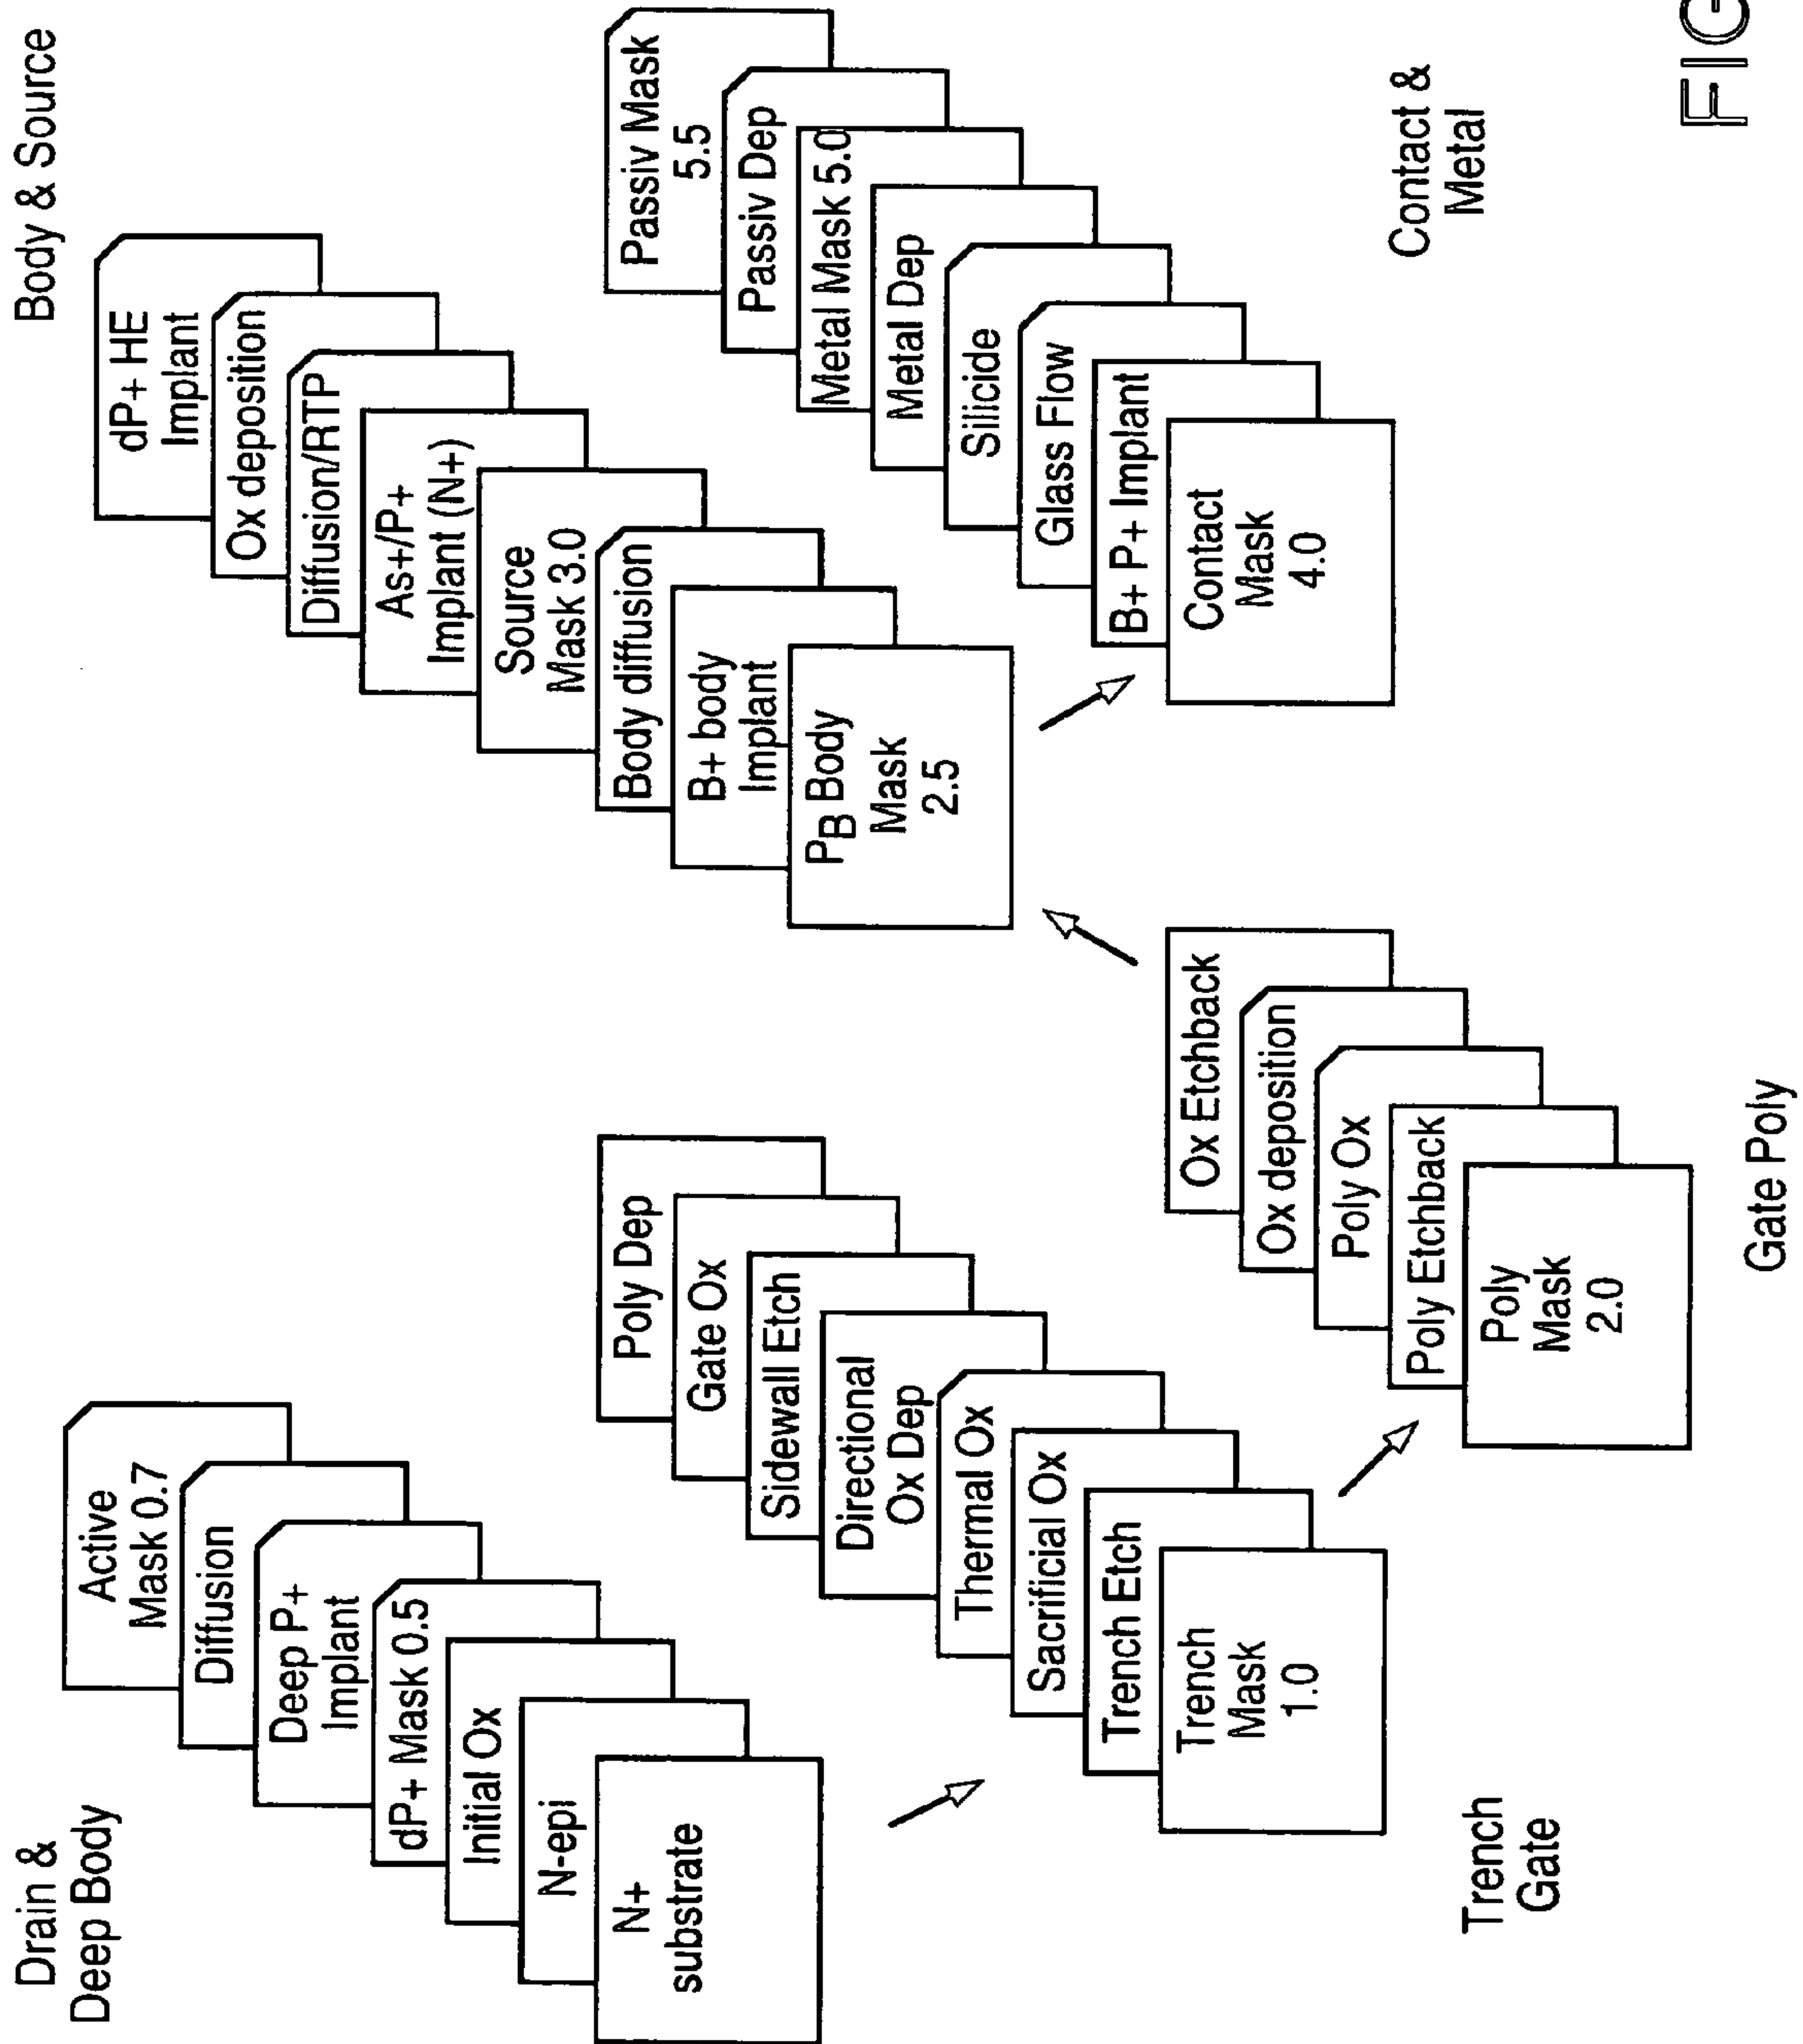 Drain &
Deep Body
Active
Mask 0.7
Diffusion
Deep P+
Implant
dP+ Mask 0.5
Initial Ox
N-epi
N+
substrate
Poly Dep
Gate Ox
Sidewall Etch
Directional
Ox Dep
Thermal Ox
Sacrificial Ox
Trench Etch
Trench
Mask
1.0
Trench
Gate
Ox Etchback
Ox deposition
Poly Ox
Poly Etchback
Poly
Mask
2.0
Gate Poly
Body & Source
dP+ HE
Implant
Ox deposition
Diffusion/RTP
As+/P+
Implant (N+)
Source
Mask 3.0
Body diffusion
B+ body
Implant
PB Body
Mask
2.5
Passiv Mask
5.5
Passiv Dep
Metal Mask 5.0
Metal Dep
Silicide
Glass Flow
B+ P+ Implant
Contact
Mask
4.0
Contact &
Metal
FIG